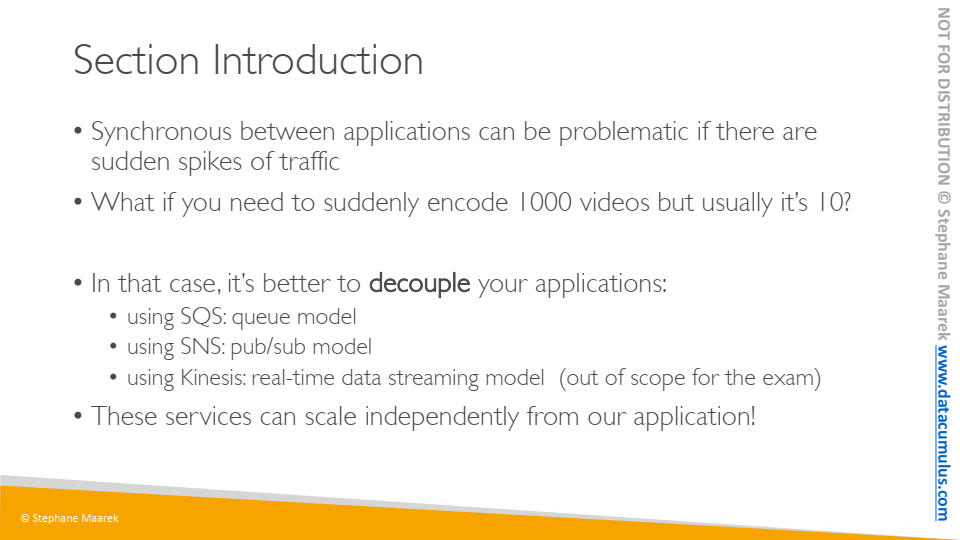 Section Introduction
• Synchronous between applications can be problematic if there are
sudden spikes of traffic
• What if you need to suddenly encode 1000 videos but usually it’s 10?
• In that case, it’s better to decouple your applications:
• using SQS: queue model
• using SNS: pub/sub model
• using Kinesis: real-time data streaming model (out of scope for the exam)
• These services can scale independently from our application!
© Stephane Maarek
NOT FOR DISTRIBUTION © Stephane Maarek www.datacumulus.com